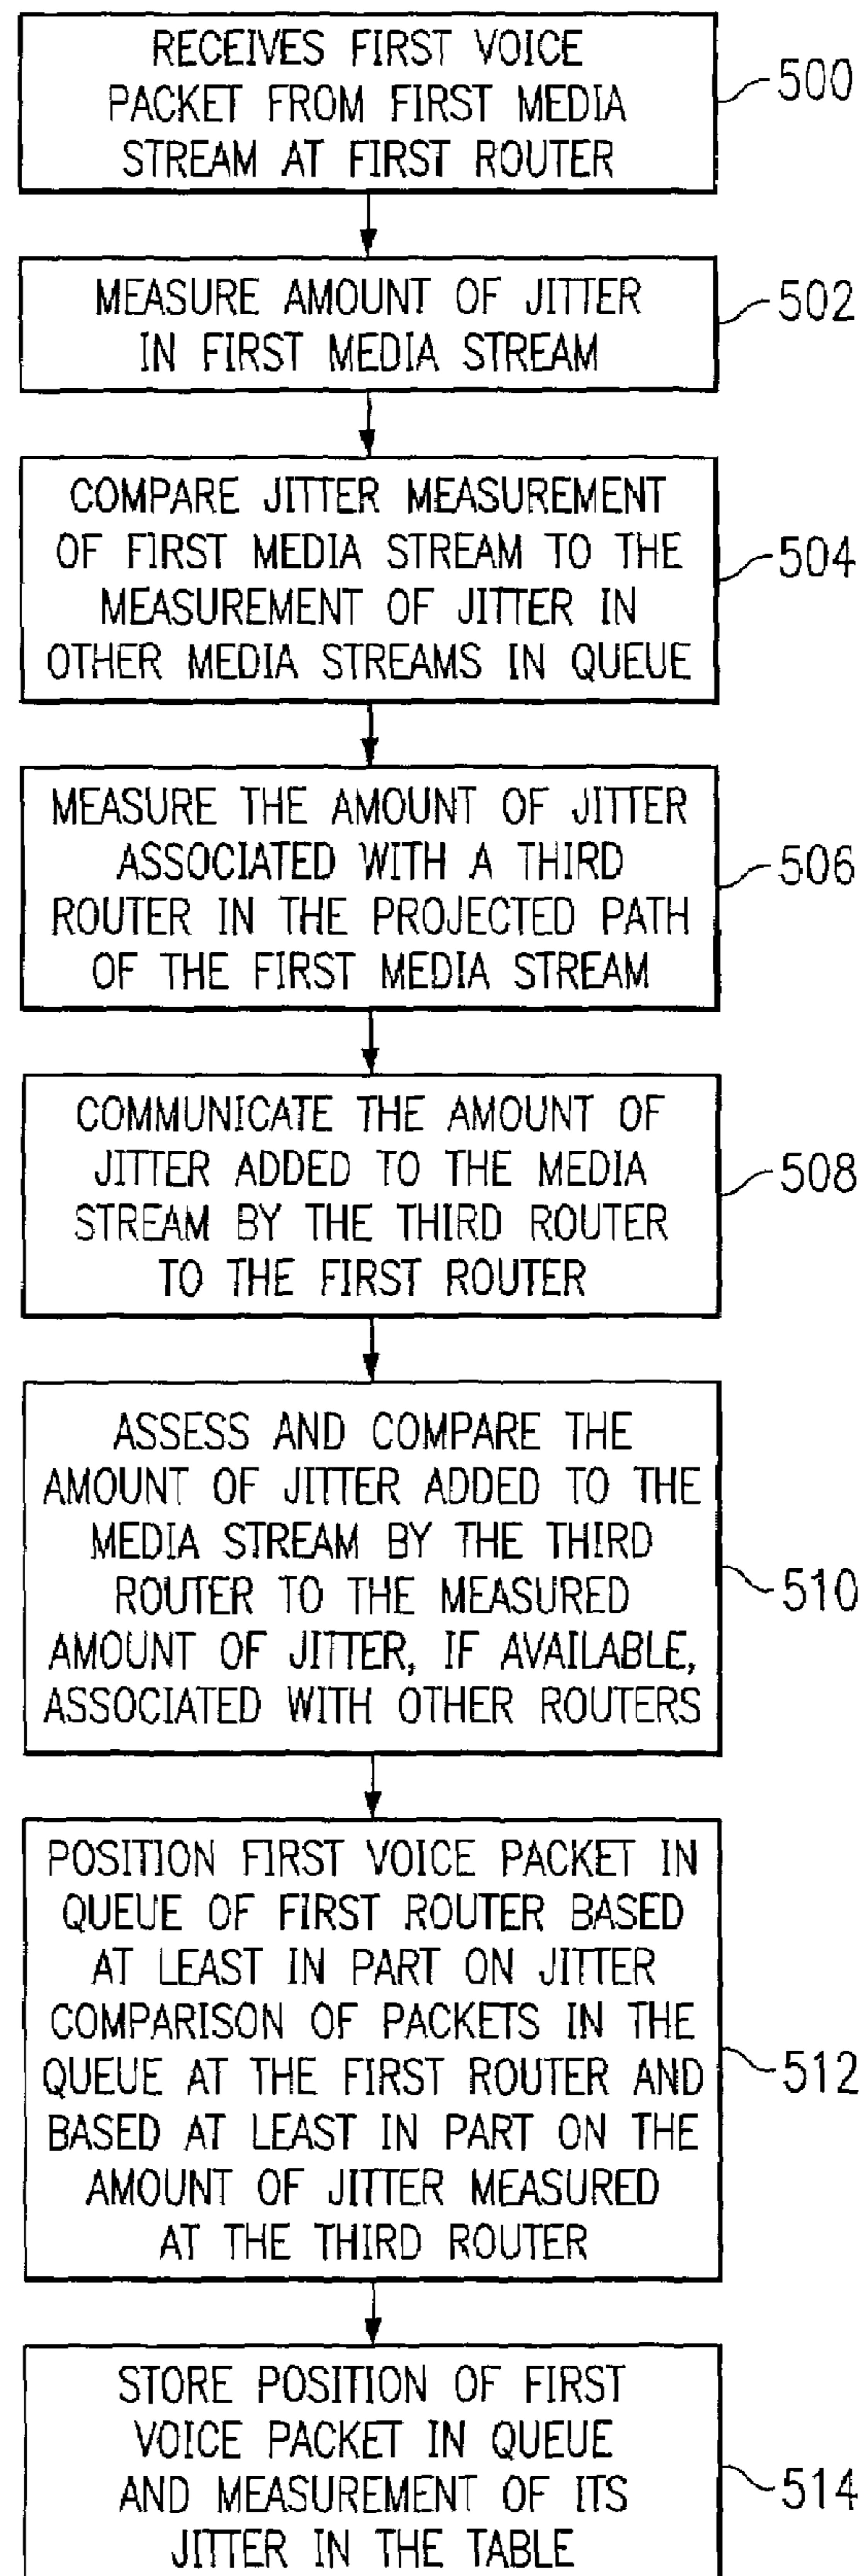 RECEIVES FIRST VOICE
PACKET FROM FIRST MEDIA
STREAM AT FIRST ROUTER
500
MEASURE AMOUNT OF JITTER
IN FIRST MEDIA STREAM
502
COMPARE JITTER MEASUREMENT
OF FIRST MEDIA STREAM TO THE
MEASUREMENT OF JITTER IN
OTHER MEDIA STREAMS IN QUEUE
504
MEASURE THE AMOUNT OF JITTER
ASSOCIATED WITH A THIRD
ROUTER IN THE PROJECTED PATH
OF THE FIRST MEDIA STREAM
506
COMMUNICATE THE AMOUNT OF
JITTER ADDED TO THE MEDIA
STREAM BY THE THIRD ROUTER
TO THE FIRST ROUTER
508
ASSESS AND COMPARE THE
AMOUNT OF JITTER ADDED TO THE
MEDIA STREAM BY THE THIRD
ROUTER TO THE MEASURED
AMOUNT OF JITTER, IF AVAILABLE,
ASSOCIATED WITH OTHER ROUTERS
510
POSITION FIRST VOICE PACKET IN
QUEUE OF FIRST ROUTER BASED
AT LEAST IN PART ON JITTER
COMPARISON OF PACKETS IN THE
QUEUE AT THE FIRST ROUTER AND
BASED AT LEAST IN PART ON THE
AMOUNT OF JITTER MEASURED
AT THE THIRD ROUTER
512
STORE POSITION OF FIRST
VOICE PACKET IN QUEUE
AND MEASUREMENT OF ITS
JITTER IN THE TABLE
514